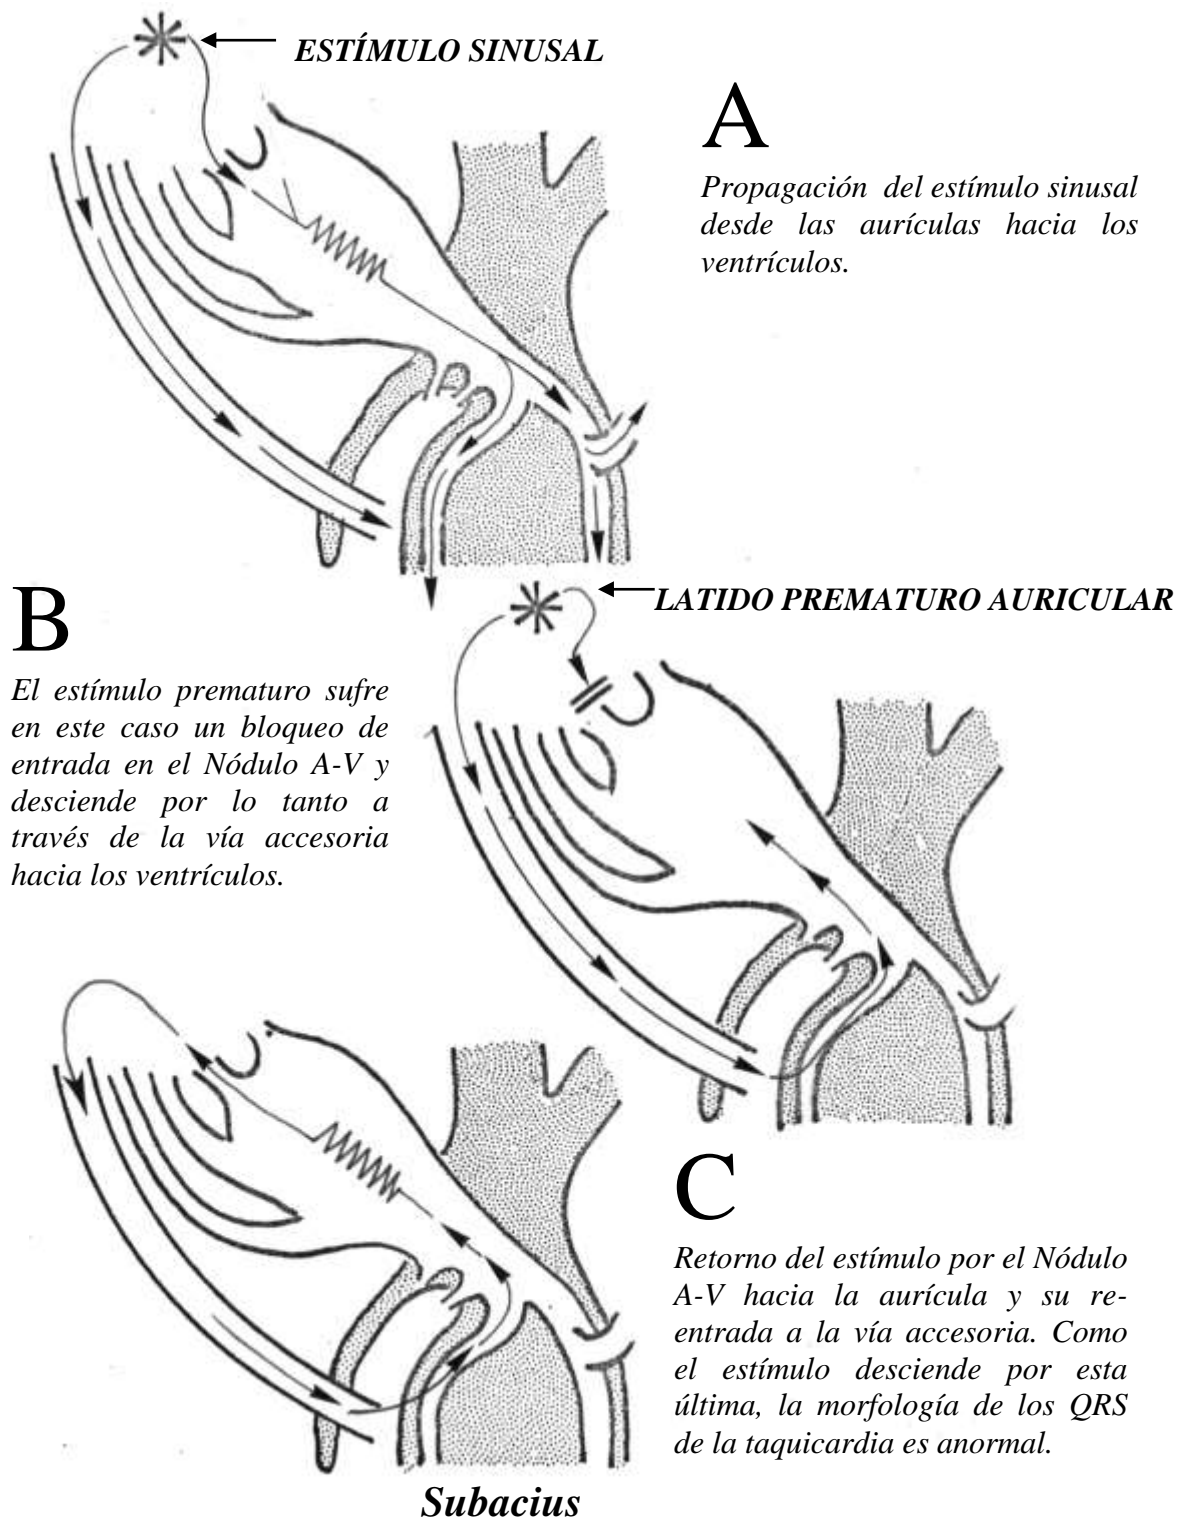 ESTÍMULO SINUSAL
A
Propagación del estímulo sinusal
desde las aurículas hacia los
ventrículos.
LATIDO PREMATURO AURICULAR
B
El estímulo prematuro sufre
en este caso un bloqueo de
entrada en el Nódulo A-V y
desciende por lo tanto a
través de la vía accesoria
hacia los ventrículos.
C
Retorno del estímulo por el Nódulo
A-V hacia la aurícula y su re-
entrada a la vía accesoria. Como
el estímulo desciende por esta
última, la morfología de los QRS
de la taquicardia es anormal.
Subacius